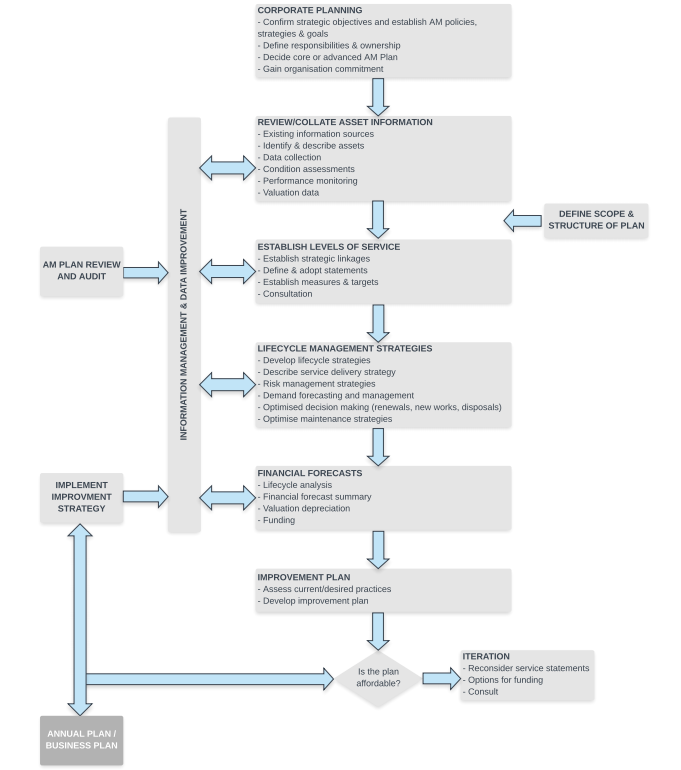 CORPORATE PLANNING
- Confirm strategic objectives and establish AM policies,
strategies & goals
- Define responsibilities & ownership
- Decide core or advanced AM Plan
- Gain organisation commitment
REVIEW/COLLATE ASSET INFORMATION
- Existing information sources
- Identify & describe assets
- Data collection
- Condition assessments
- Performance monitoring
- Valuation data
DEFINE SCOPE &
STRUCTURE OF PLAN
INFORMATION MANAGEMENT & DATA IMPROVEMENT
AM PLAN REVIEW
AND AUDIT
ESTABLISH LEVELS OF SERVICE
- Establish strategic linkages
- Define & adopt statements
- Establish measures & targets
- Consultation
LIFECYCLE MANAGEMENT STRATEGIES
- Develop lifecycle strategies
- Describe service delivery strategy
- Risk management strategies
- Demand forecasting and management
- Optimised decision making (renewals, new works, disposals)
- Optimise maintenance strategies
IMPLEMENT
IMPROVMENT
STRATEGY
FINANCIAL FORECASTS
- Lifecycle analysis
- Financial forecast summary
- Valuation depreciation
- Funding
IMPROVEMENT PLAN
- Assess current/desired practices
- Develop improvement plan
Is the plan
affordable?
ITERATION
- Reconsider service statements
- Options for funding
- Consult
ANNUAL PLAN /
BUSINESS PLAN